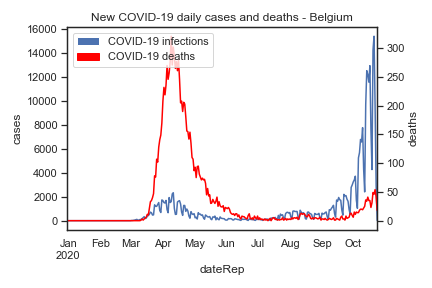 New COVID-19 daily cases and deaths - Belgium
COVID-19 infections
COVID-19 deaths
16000
14000
12000
10000
8000
6000
4000
2000
0
cases
300
250
200
150
100
50
0
deaths
Jan Feb Mar Apr May Jun Jul Aug Sep Oct
2020
dateRep